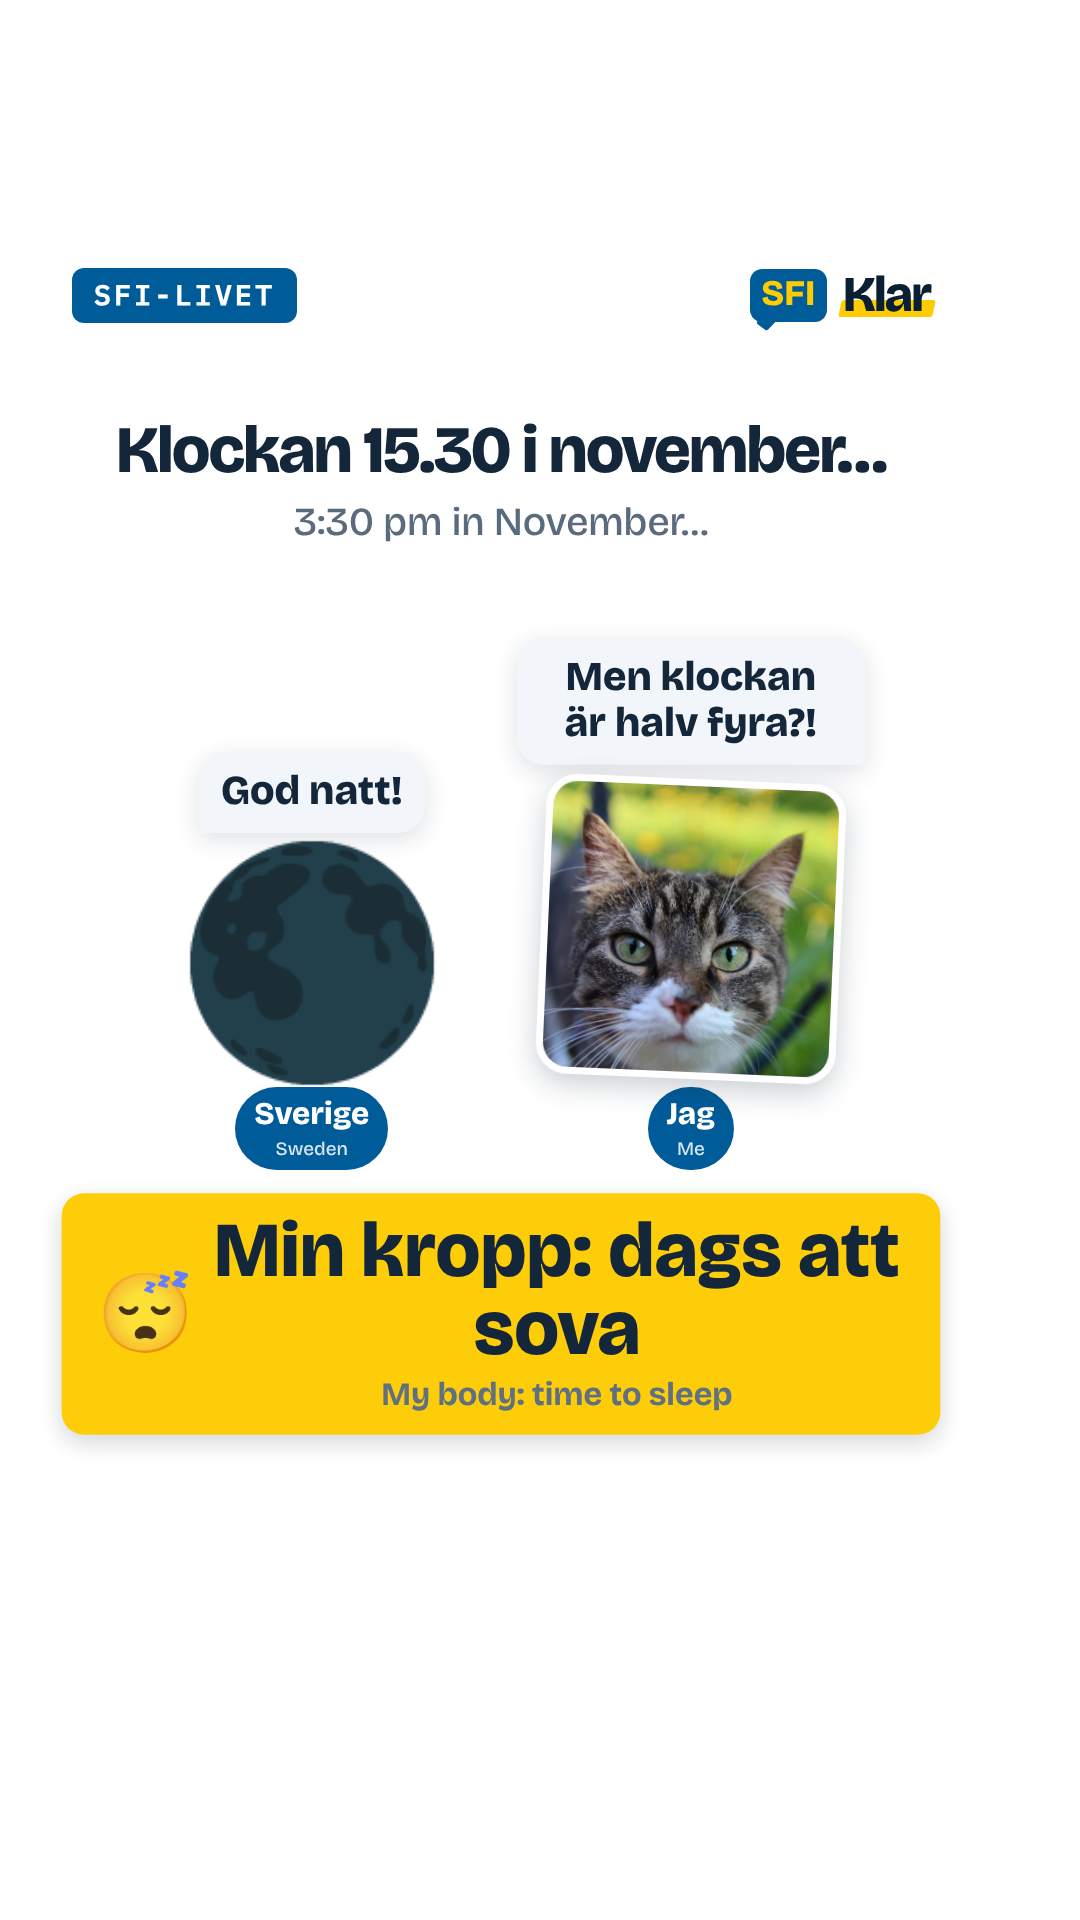 SFI-LIVET
SFI Klar
Klockan 15.30 i november...
3:30 pm in November...
Men klockan
är halv fyra?!
God natt!
Sverige
Sweden
Jag
Me
Min kropp: dags att
sova
My body: time to sleep